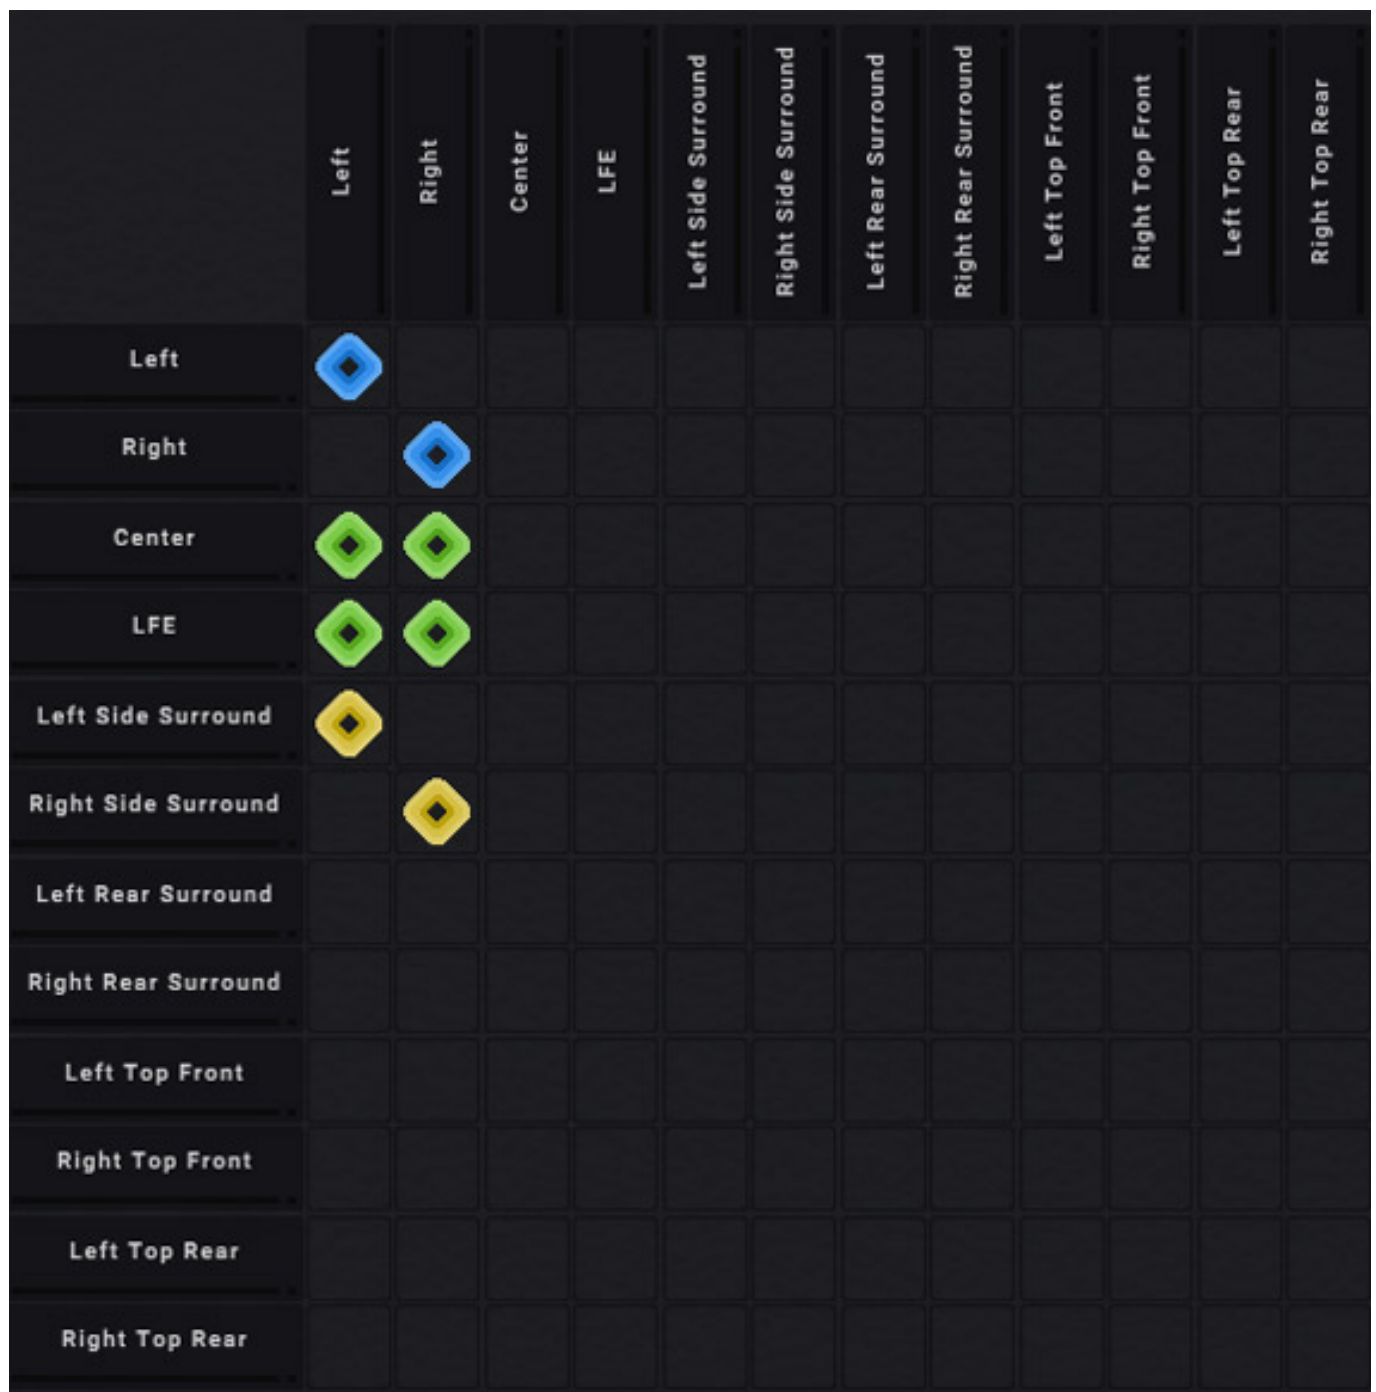 Left
Right
Center
LFE
Left Side Surround
Right Side Surround
Left Rear Surround
Right Rear Surround
Left Top Front
Right Top Front
Left Top Rear
Right Top Rear
Left
Right
Center
LFE
Left Side Surround
Right Side Surround
Left Rear Surround
Right Rear Surround
Left Top Front
Right Top Front
Left Top Rear
Right Top Rear